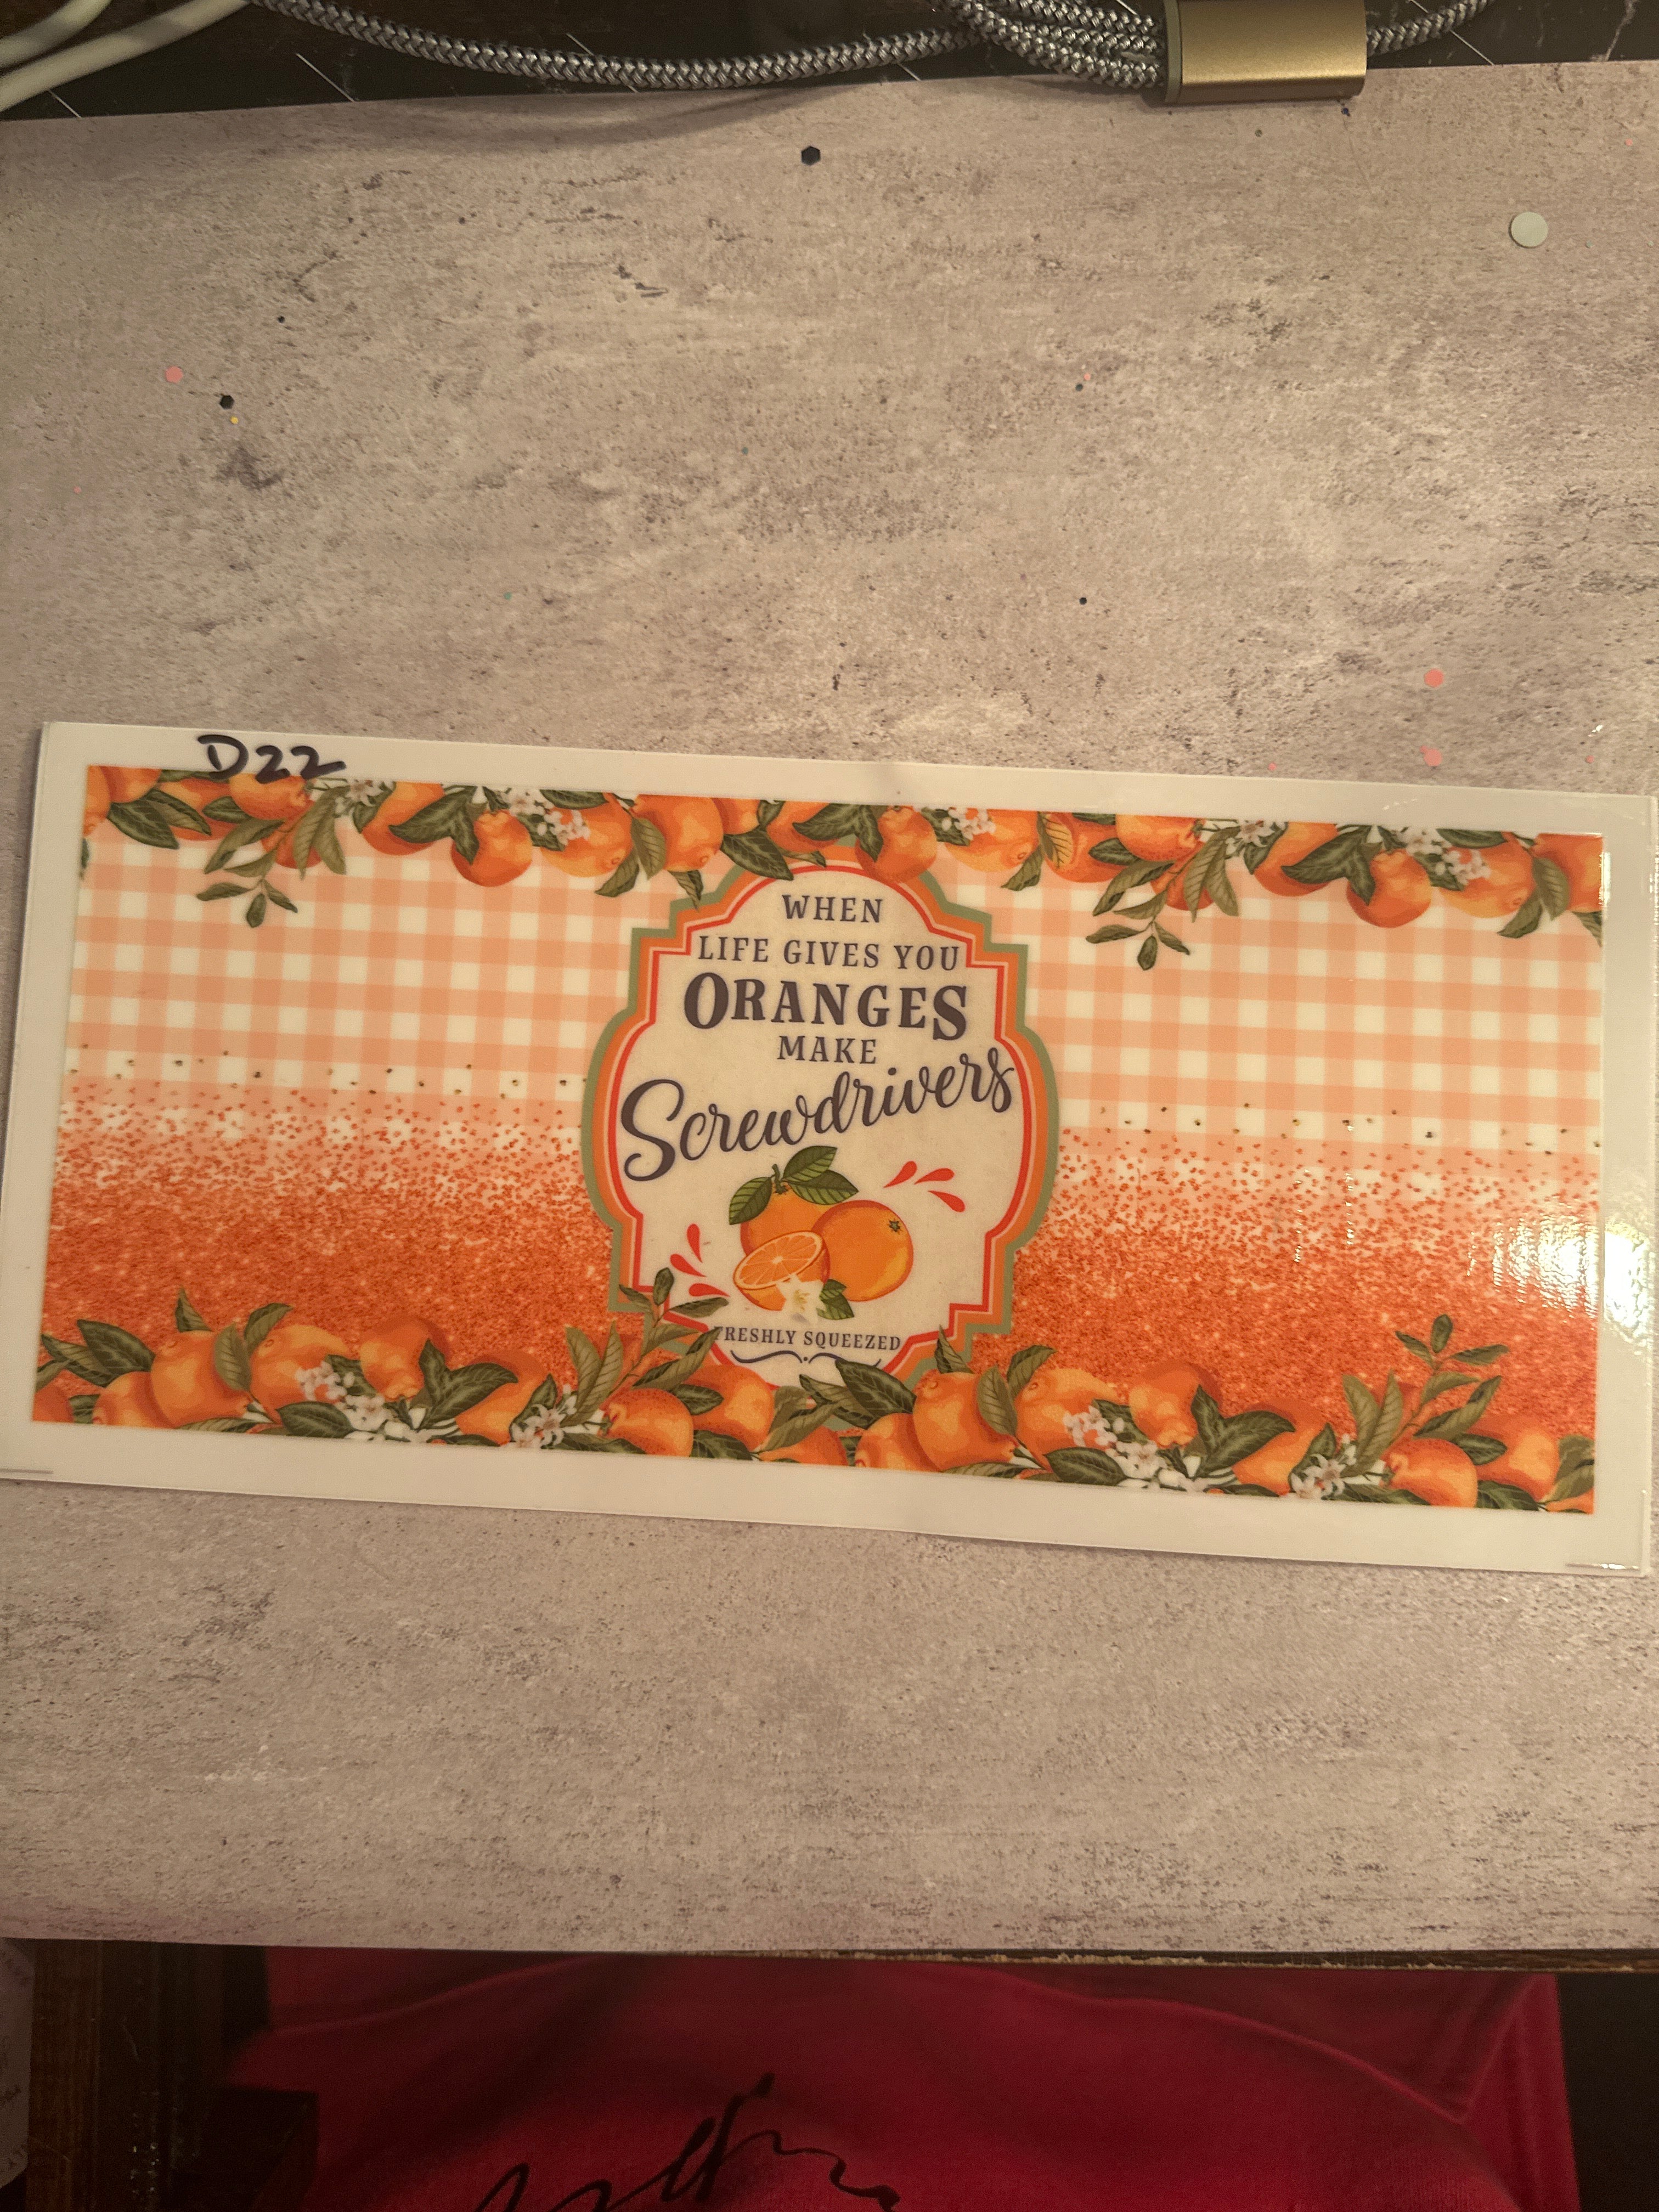 D22
WHEN
LIFE GIVES YOU
ORANGES
MAKE
Screwdrivers
FRESHLY SQUEEZED